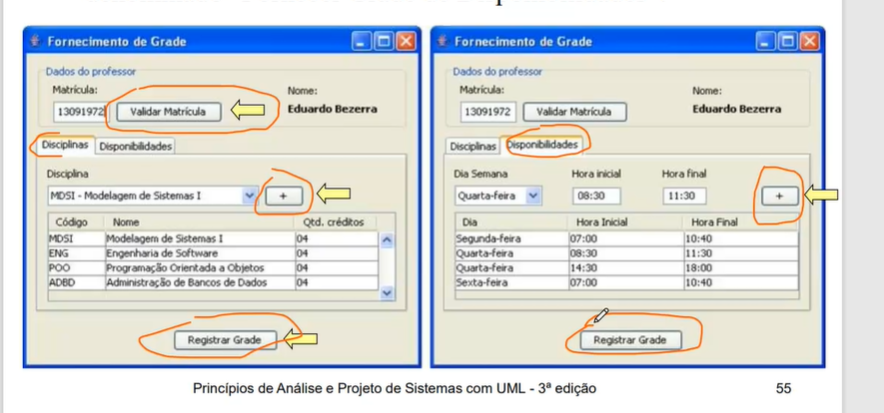 Fornecimento de Grade
Dados do professor
Matrícula:
Nome:
13091972
Validar Matrícula
Eduardo Bezerra
Disciplinas
Disponibilidades
Disciplina
MDSI - Modelagem de Sistemas I
+
Código Nome Qtd. créditos
MDSI Modelagem de Sistemas I 04
ENG Engenharia de Software 04
POO Programação Orientada a Objetos 04
ADBD Administração de Bancos de Dados 04
Registrar Grade
Fornecimento de Grade
Dados do professor
Matrícula:
Nome:
13091972
Validar Matrícula
Eduardo Bezerra
Disciplinas
Disponibilidades
Dia Semana Hora inicial Hora final
Quarta-feira 08:30 11:30 +
Dia Hora Inicial Hora Final
Segunda-feira 07:00 10:40
Quarta-feira 08:30 11:30
Quarta-feira 14:30 18:00
Sexta-feira 07:00 10:40
Registrar Grade
Princípios de Análise e Projeto de Sistemas com UML - 3ª edição
55